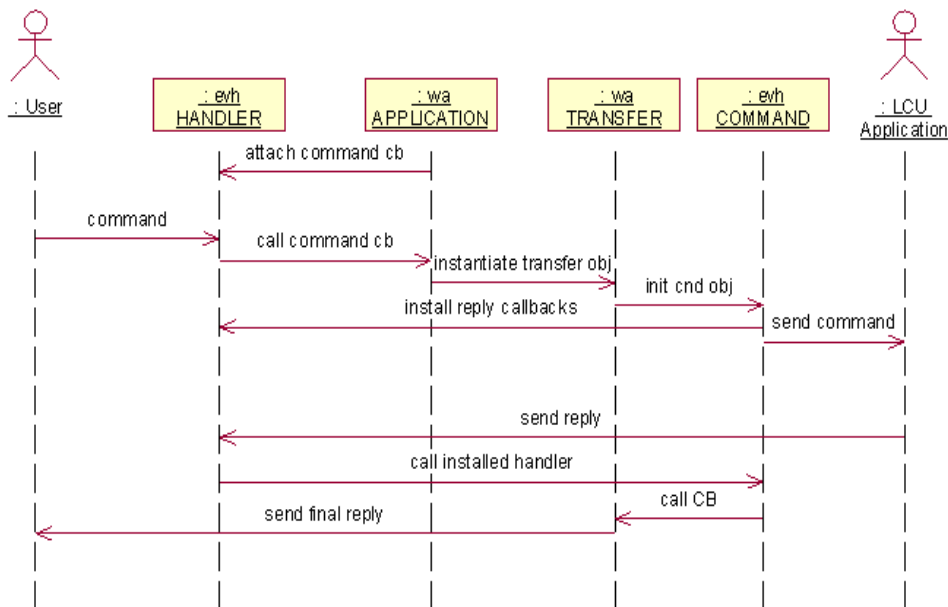 : User
: evh
HANDLER
: wa
APPLICATION
: wa
TRANSFER
: evh
COMMAND
: LCU
Application
attach command cb
command
call command cb
instantiate transfer obj
init cnd obj
install reply callbacks
send command
send reply
call installed handler
call CB
send final reply